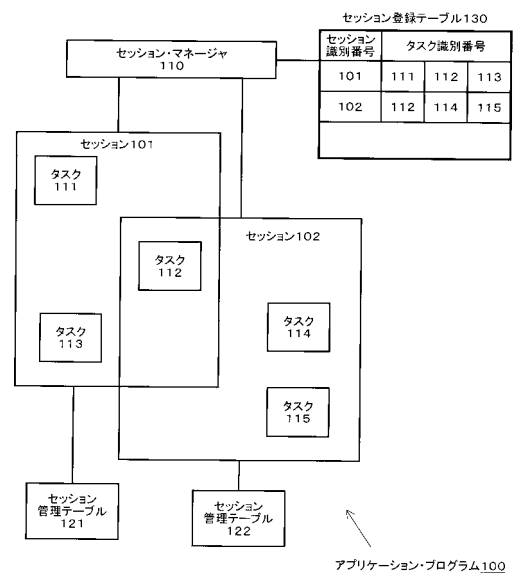 セッション登録テーブル130
セッション
識別番号
タスク識別番号
101 111 112 113
102 112 114 115
セッション・マネージャ
110
セッション101
タスク
111
セッション102
タスク
112
タスク
113
タスク
114
タスク
115
セッション
管理テーブル
121
セッション
管理テーブル
122
アプリケーション・プログラム100